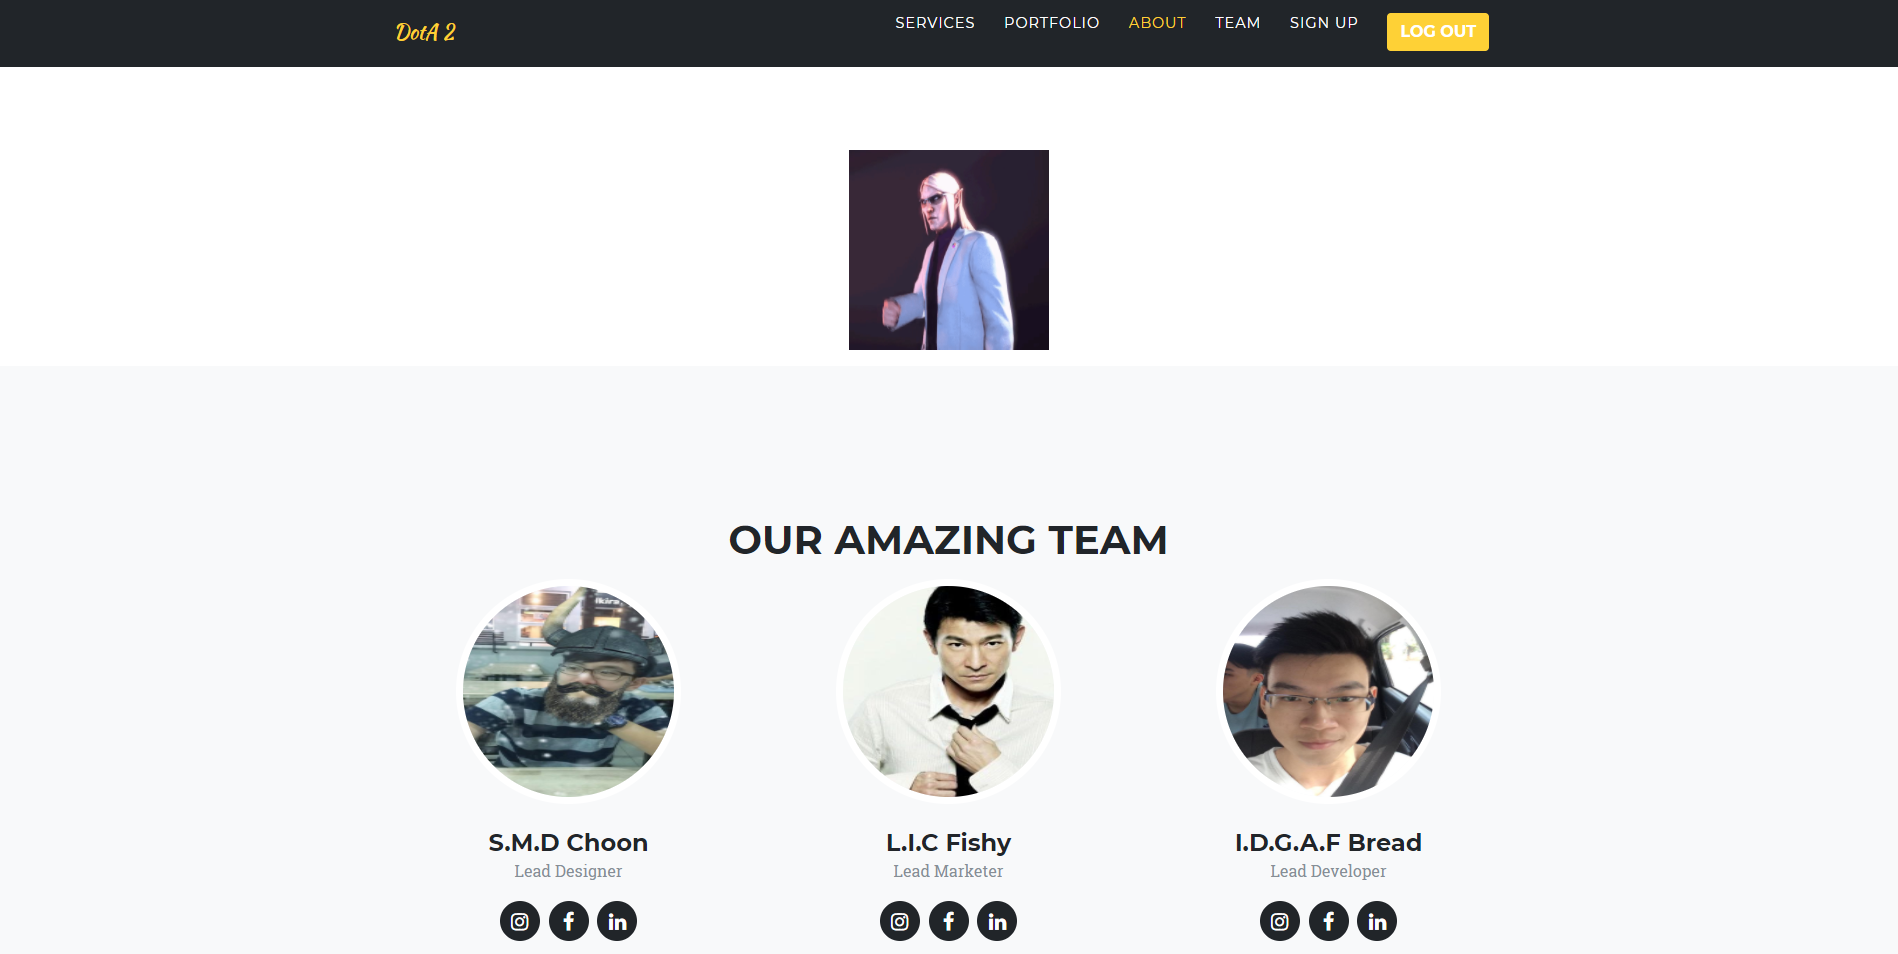 DotA 2
SERVICES PORTFOLIO ABOUT TEAM SIGN UP LOG OUT
OUR AMAZING TEAM
S.M.D Choon
Lead Designer
L.I.C Fishy
Lead Marketer
I.D.G.A.F Bread
Lead Developer